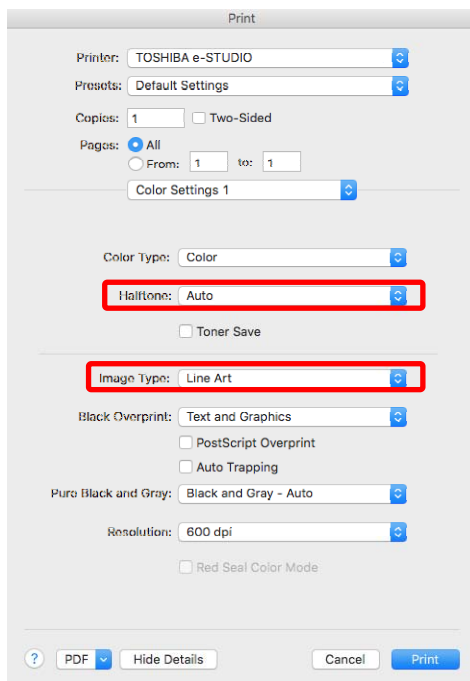 Print
Printer: TOSHIBA e-STUDIO
Presets: Default Settings
Copies: 1 Two-Sided
Pages: All
From: 1 to: 1
Color Settings 1
Color Type: Color
Halftone: Auto
Toner Save
Image Type: Line Art
Black Overprint: Text and Graphics
PostScript Overprint
Auto Trapping
Pure Black and Gray: Black and Gray - Auto
Resolution: 600 dpi
Red Seal Color Mode
? PDF Hide Details Cancel Print